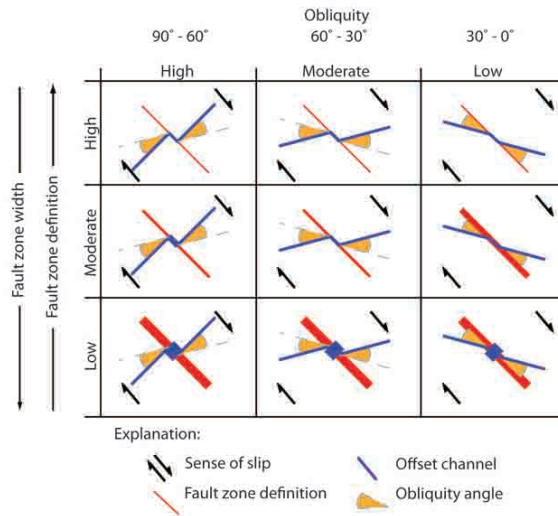 Obliquity
90˚ - 60˚ 60˚ - 30˚ 30˚ - 0˚
High Moderate Low
Fault zone width
Fault zone definition
High
Moderate
Low
Explanation:
Sense of slip
Offset channel
Fault zone definition
Obliquity angle